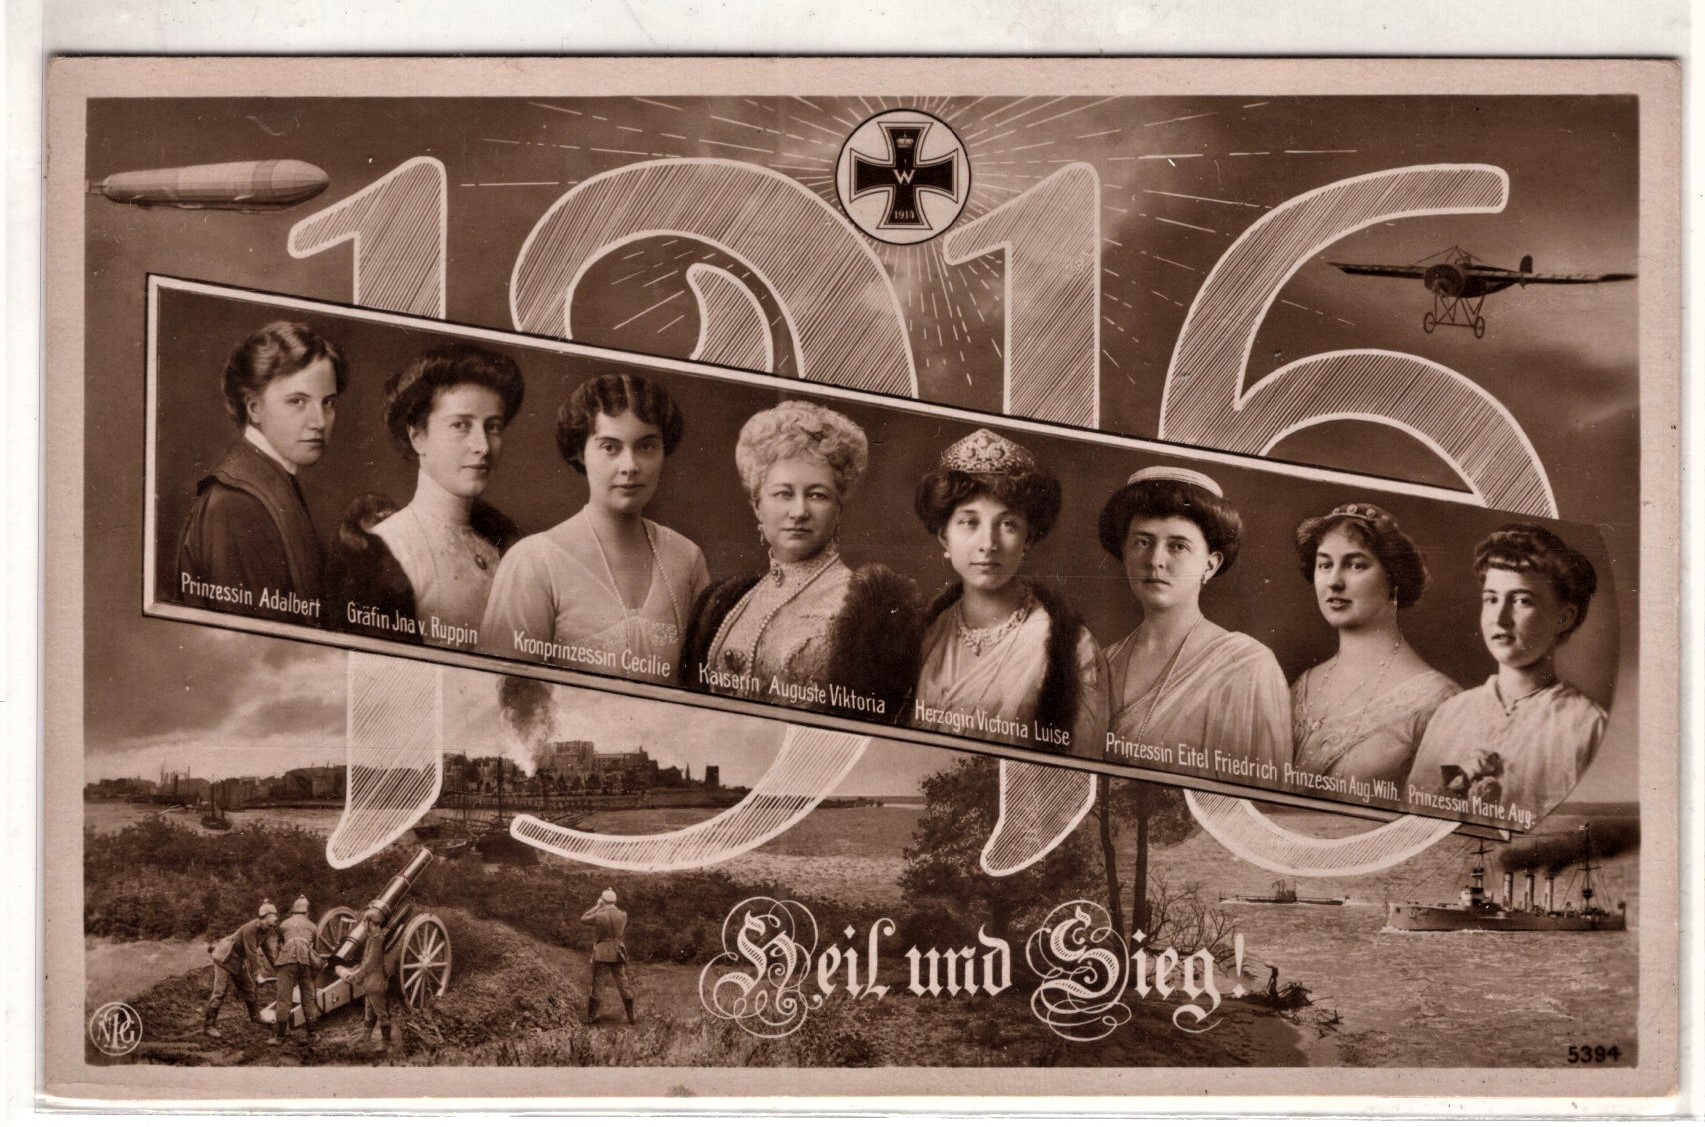 1916
W
1914
Prinzessin Adalbert
Gräfin Jna v. Ruppin
Kronprinzessin Cecilie
Kaiserin Auguste Viktoria
Herzogin Victoria Luise
Prinzessin Eitel Friedrich
Prinzessin Aug. Wilh.
Prinzessin Marie Aug.
Heil und Sieg!
NPG
5394